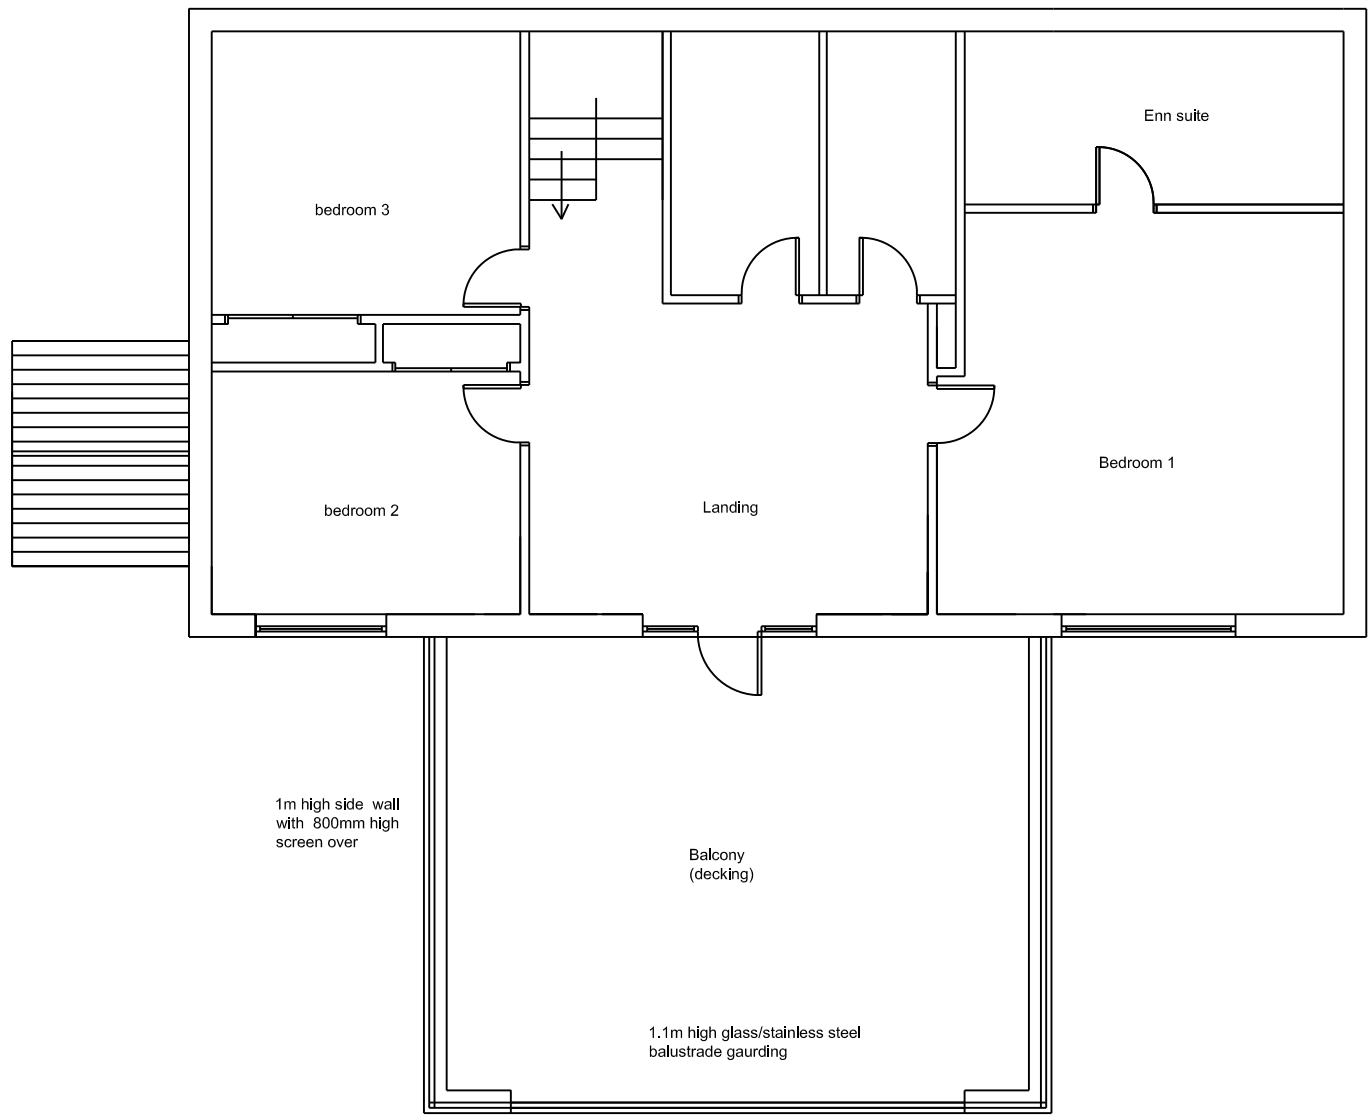 Enn suite
bedroom 3
Bedroom 1
Landing
bedroom 2
1m high side wall
with 800mm high
screen over
Balcony
(decking)
1.1m high glass/stainless steel
balustrade gaurding